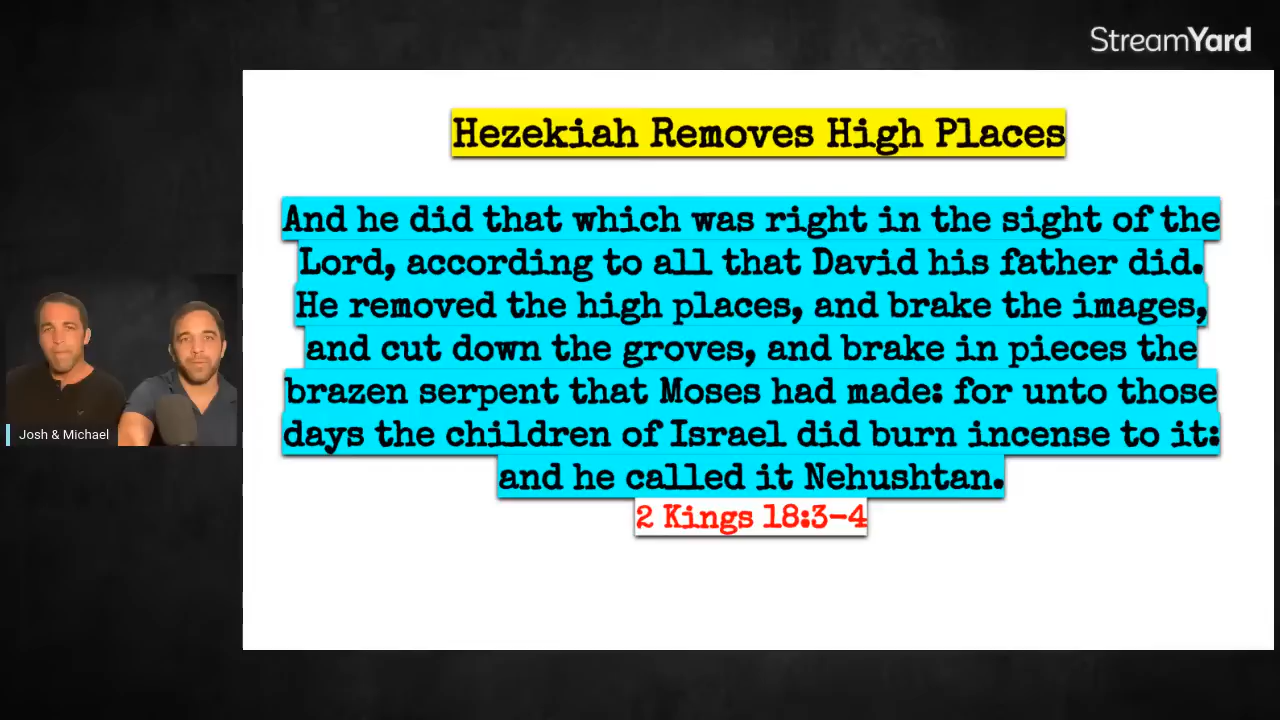 StreamYard
Hezekiah Removes High Places
And he did that which was right in the sight of the
Lord, according to all that David his father did.
He removed the high places, and brake the images,
and cut down the groves, and brake in pieces the
brazen serpent that Moses had made: for unto those
days the children of Israel did burn incense to it:
and he called it Nehushtan.
2 Kings 18:3-4
Josh & Michael